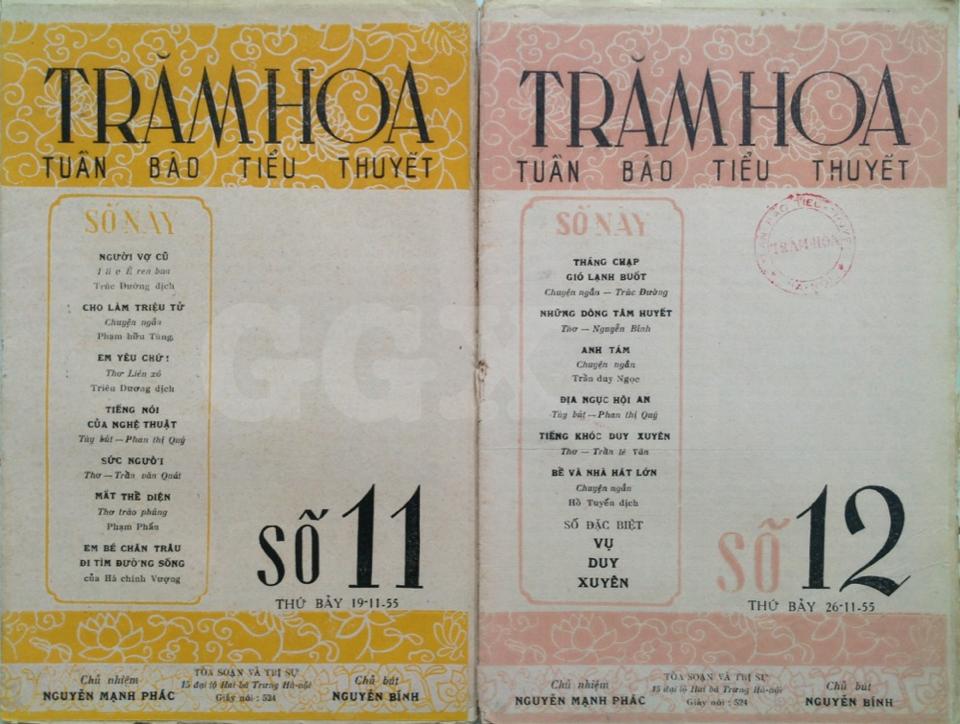 TRĂM HOA
TUẦN BÁO TIỂU THUYẾT
SỐ NÀY
NGƯỜI VỢ CŨ
Trúc Đường dịch
CHO LÀM TRIỆU TỬ
Chuyện ngắn
Phạm hữu Tùng.
EM YÊU CHỨ !
Thơ Liên xô
Triêu Dương dịch
TIẾNG NÓI
CỦA NGHỆ THUẬT
Tùy bút — Phan thị Quý
SỨC NGƯỜI
Thơ — Trần văn Quát
MẤT THỂ DIỆN
Thơ trào phúng
Phạm Phấn
EM BÉ CHĂN TRÂU
ĐI TÌM ĐƯỜNG SỐNG
của Hà chính Vượng
SỐ 11
THỨ BẢY 19-11-55
Chủ nhiệm
NGUYỄN MẠNH PHÁC
TÒA SOẠN VÀ TRỊ SỰ
15 đại lộ Hai bà Trưng Hà-nội
Giây nói : 524
Chủ bút
NGUYỄN BÍNH
TRĂM HOA
TUẦN BÁO TIỂU THUYẾT
SỐ NÀY
THÁNG CHẠP
GIÓ LẠNH BUỐT
Chuyện ngắn — Trúc Đường
NHỮNG DÒNG TÂM HUYẾT
Thơ — Nguyễn Bính
ANH TÁM
Chuyện ngắn
Trần duy Ngọc
ĐỊA NGỤC HỘI AN
Tùy bút — Phan thị Quý
TIẾNG KHÓC DUY XUYÊN
Thơ — Trần lê Văn
BỀ VÀ NHÀ HÁT LỚN
Chuyện ngắn
Hồ Tuyển dịch
SỐ ĐẶC BIỆT
VỤ
DUY
XUYÊN
TRĂM-HOA
SỐ 12
THỨ BẢY 26-11-55
Chủ nhiệm
NGUYỄN MẠNH PHÁC
TÒA SOẠN VÀ TRỊ SỰ
15 đại lộ Hai bà Trưng Hà-nội
Giây nói : 524
Chủ bút
NGUYỄN BÍNH